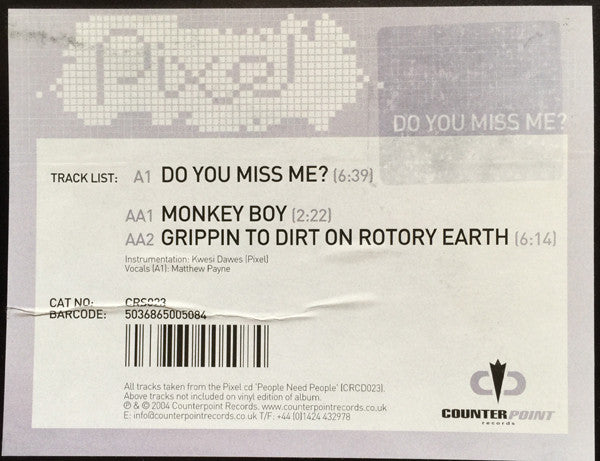 Pixel
DO YOU MISS ME?
TRACK LIST: A1 DO YOU MISS ME? (6:39)
AA1 MONKEY BOY (2:22)
AA2 GRIPPIN TO DIRT ON ROTORY EARTH (6:14)
Instrumentation: Kwesi Dawes (Pixel)
Vocals (A1): Matthew Payne
CAT NO: CRS023
BARCODE: 5036865005084
All tracks taken from the Pixel cd 'People Need People' (CRCD023).
Above tracks not included on vinyl edition of album.
℗ & © 2004 Counterpoint Records. www.counterpointrecords.co.uk
E: info@counterpointrecords.co.uk T/F: +44 (0)1424 432978
COUNTERPOINT
records